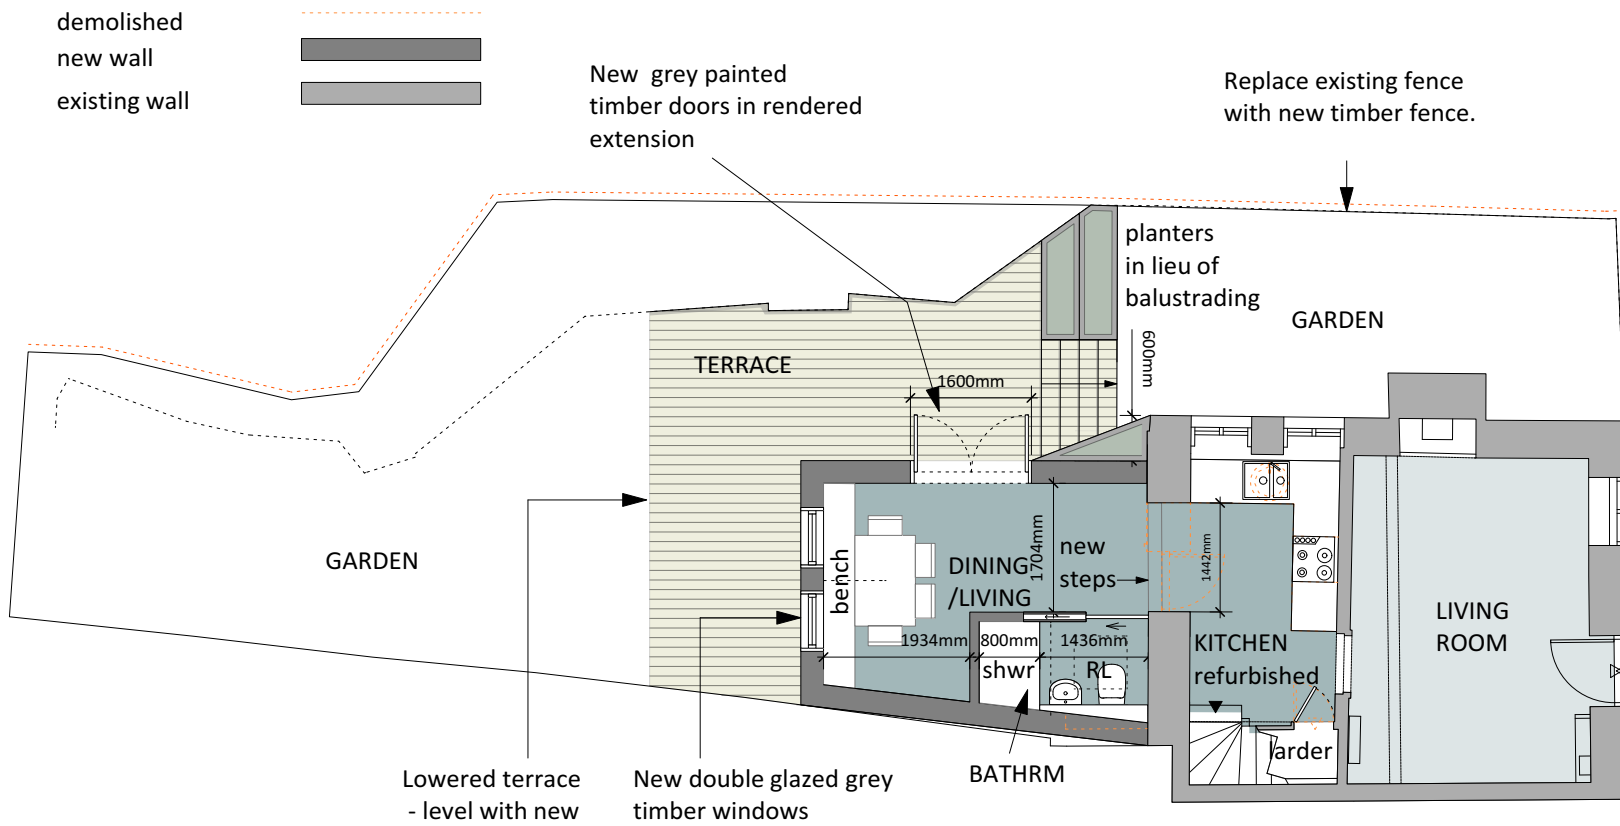 demolished
new wall
existing wall
New grey painted
timber doors in rendered
extension
Replace existing fence
with new timber fence.
planters
in lieu of
balustrading
GARDEN
600mm
TERRACE
1600mm
GARDEN
bench
DINING
/LIVING
1704mm
new
steps
1442mm
1934mm
800mm
1436mm
shwr
RL
KITCHEN
refurbished
LIVING
ROOM
larder
BATHRM
Lowered terrace
- level with new
New double glazed grey
timber windows